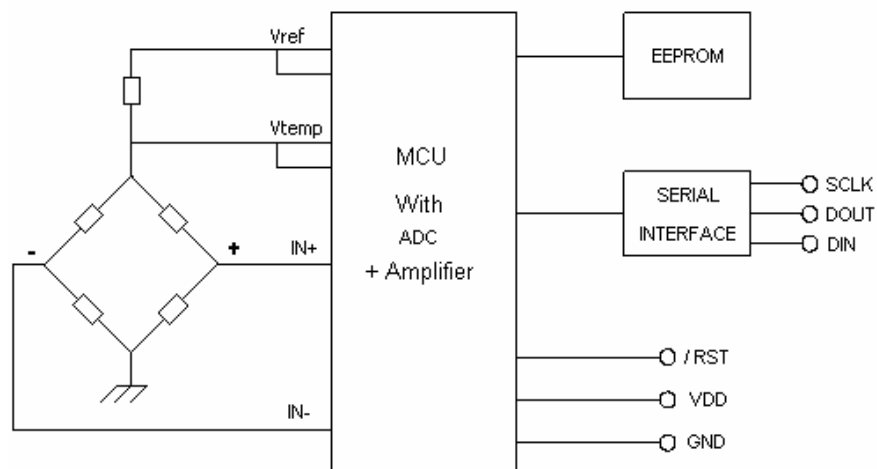 Vref
Vtemp
-
+
IN+
IN-
MCU
With
ADC
+ Amplifier
EEPROM
SERIAL
INTERFACE
SCLK
DOUT
DIN
/ RST
VDD
GND